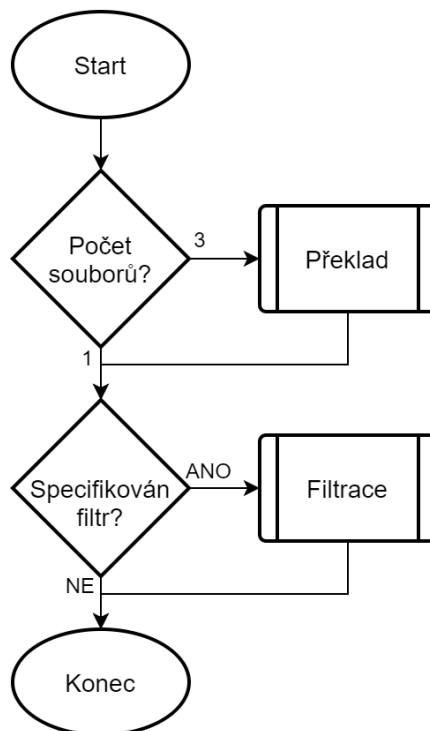 Start
Počet
souborů?
3
Překlad
1
Specifikován
filtr?
ANO
Filtrace
NE
Konec